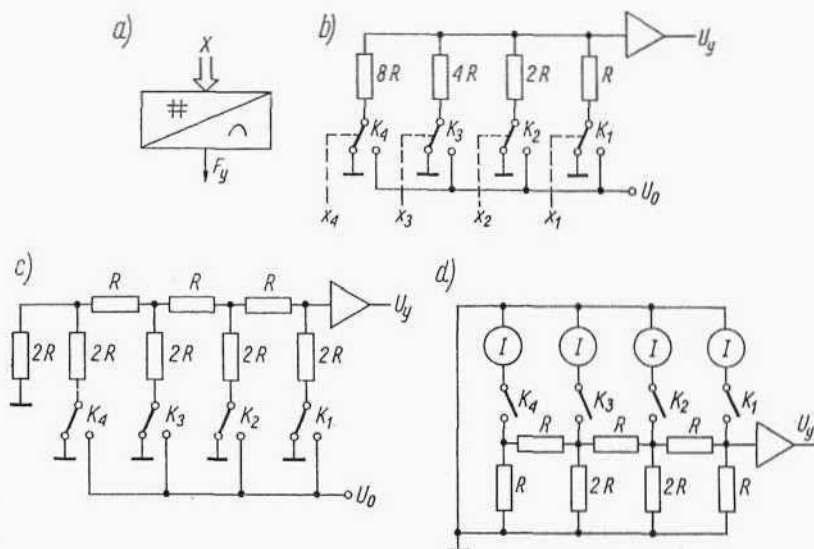 a)
X
#
F_y
b)
U_y
8R 4R 2R R
K_4 K_3 K_2 K_1
U_0
x_4 x_3 x_2 x_1
c)
R R R
U_y
2R 2R 2R 2R 2R
K_4 K_3 K_2 K_1
U_0
d)
I I I I
K_4 K_3 K_2 K_1
U_y
R R R
R 2R 2R R